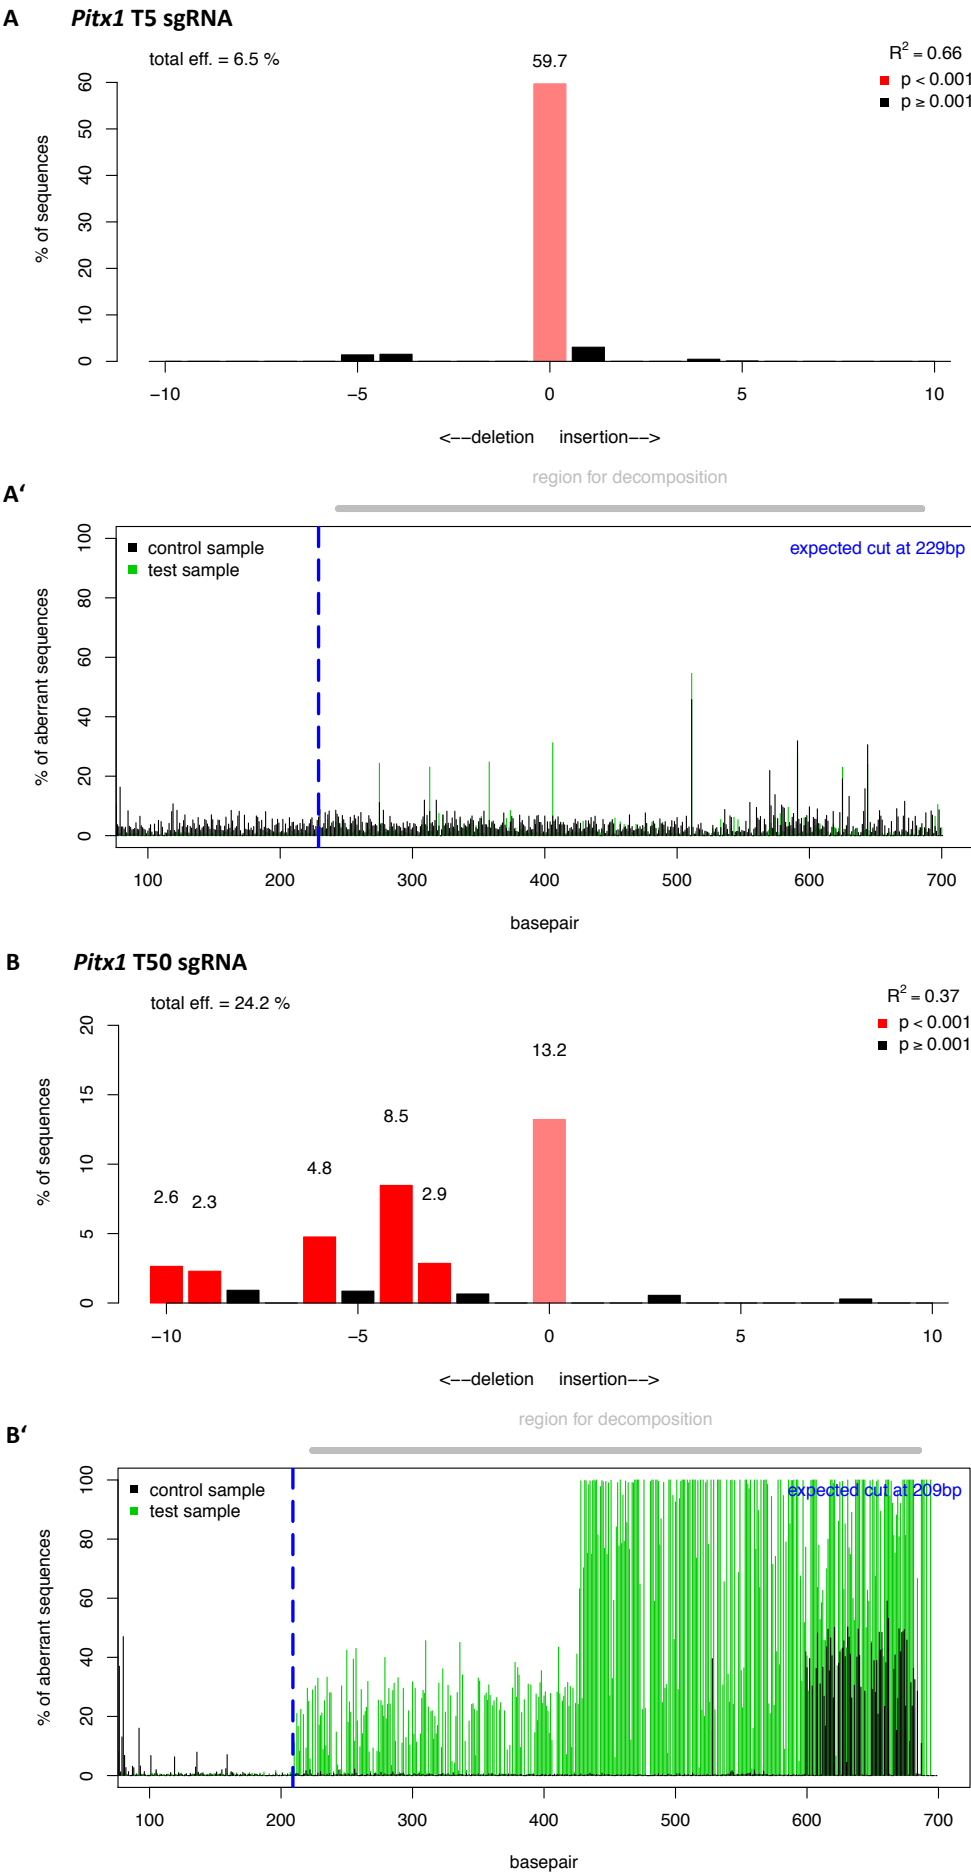 A Pitx1 T5 sgRNA
total eff. = 6.5 %
59.7
R2 = 0.66
p < 0.001
p ≥ 0.001
% of sequences
60
50
40
30
20
10
0
−10 −5 0 5 10
<−−deletion insertion−−>
region for decomposition
A‘
control sample
test sample
expected cut at 229bp
% of aberrant sequences
100
80
60
40
20
0
100 200 300 400 500 600 700
basepair
B Pitx1 T50 sgRNA
total eff. = 24.2 %
R2 = 0.37
p < 0.001
p ≥ 0.001
% of sequences
20
15
10
5
0
2.6 2.3 4.8 8.5 2.9 13.2
−10 −5 0 5 10
<−−deletion insertion−−>
region for decomposition
B‘
control sample
test sample
expected cut at 209bp
% of aberrant sequences
100
80
60
40
20
0
100 200 300 400 500 600 700
basepair